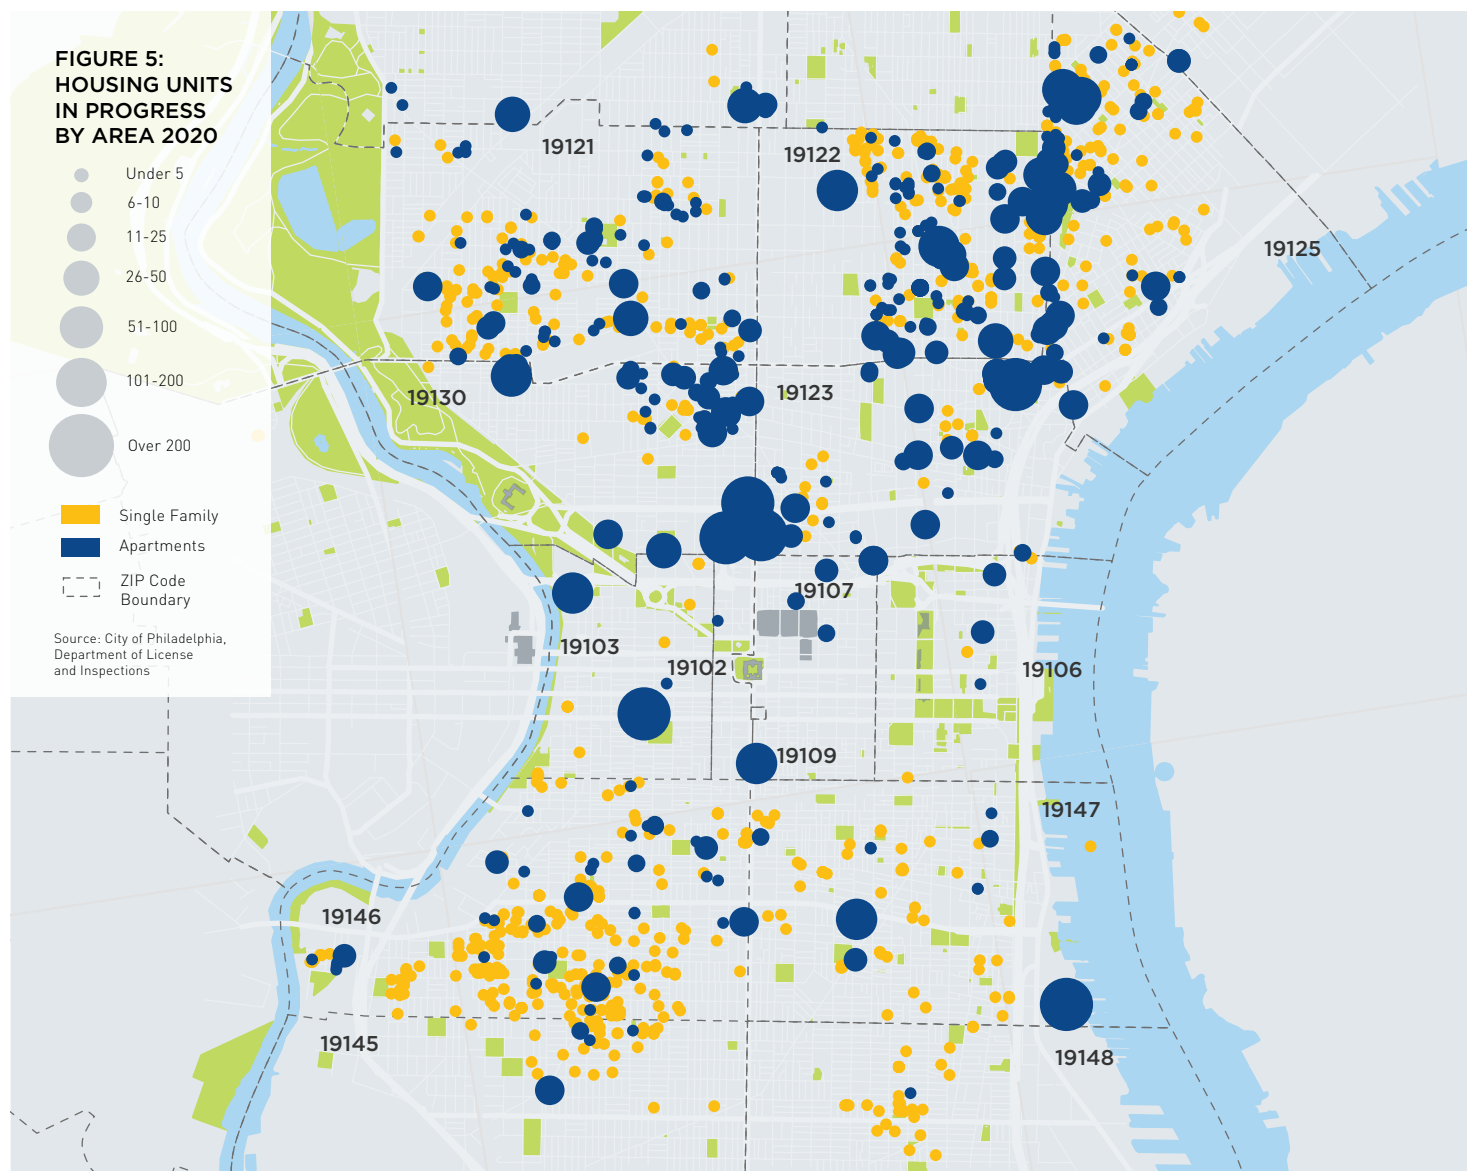 FIGURE 5:
HOUSING UNITS
IN PROGRESS
BY AREA 2020
Under 5
6-10
11-25
26-50
51-100
101-200
Over 200
Single Family
Apartments
ZIP Code
Boundary
Source: City of Philadelphia,
Department of License
and Inspections
19121
19122
19125
19130
19123
19107
19103
19102
19106
19109
19147
19146
19145
19148